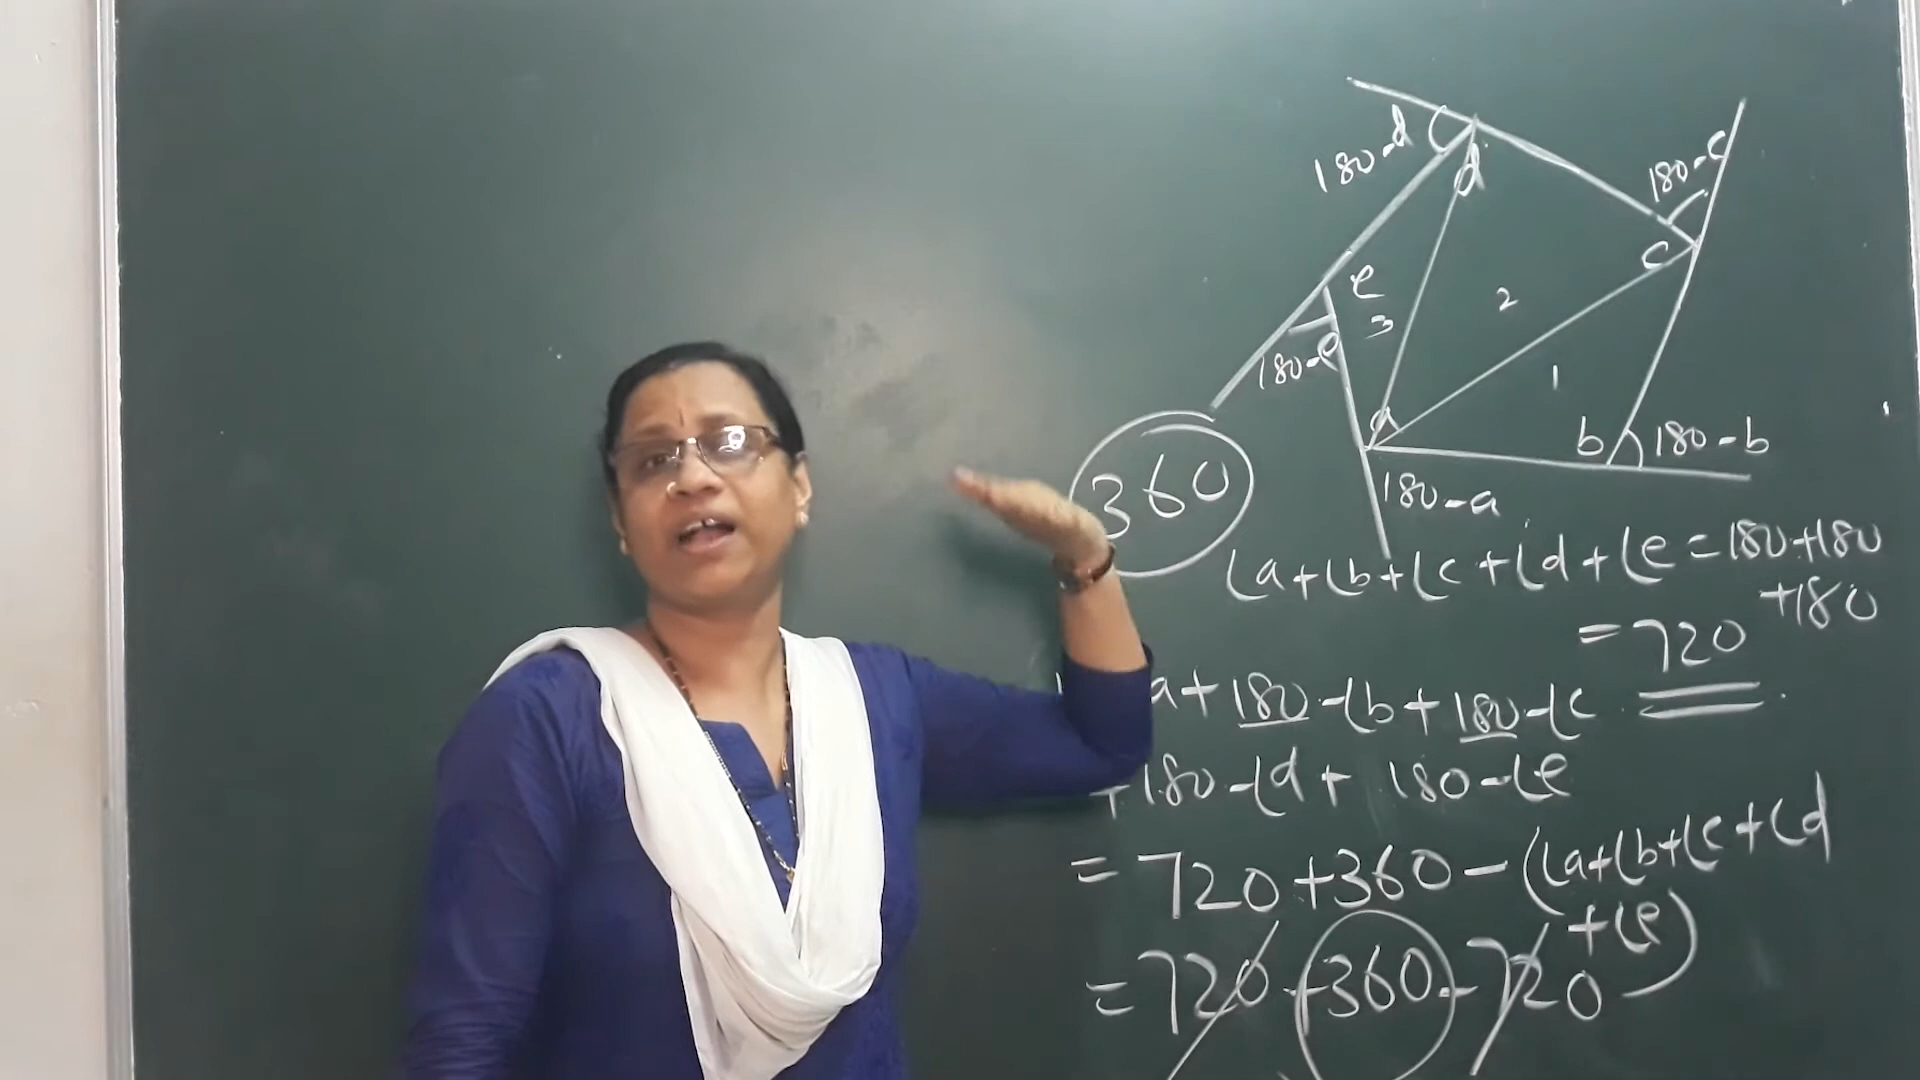 180-d
180-c
d
c
e
2
3
180-e
1
a
b 180-b
360
180-a
∠a+∠b+∠c+∠d+∠e=180+180
+180
=720
a+180-∠b+180-∠c
+180-∠d+180-∠e
=720+360-(∠a+∠b+∠c+∠d
+∠e)
=720+360-720